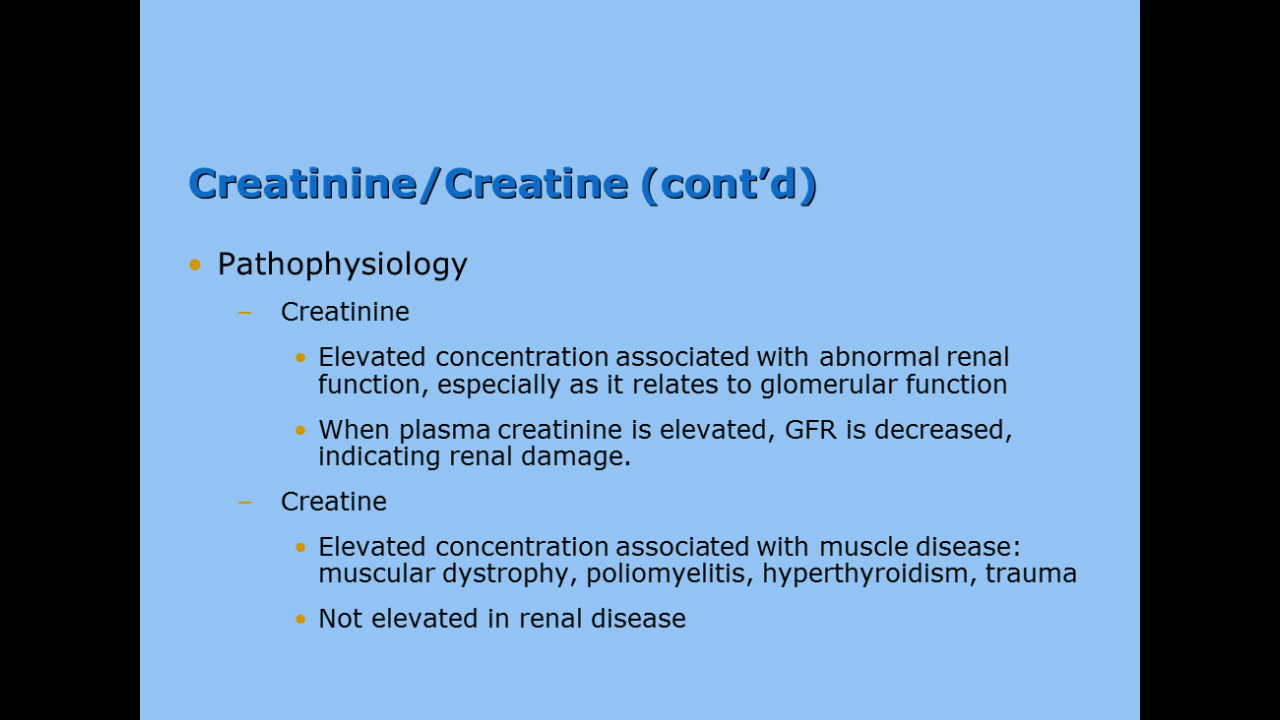 Creatinine/Creatine (cont’d)
• Pathophysiology
– Creatinine
• Elevated concentration associated with abnormal renal
function, especially as it relates to glomerular function
• When plasma creatinine is elevated, GFR is decreased,
indicating renal damage.
– Creatine
• Elevated concentration associated with muscle disease:
muscular dystrophy, poliomyelitis, hyperthyroidism, trauma
• Not elevated in renal disease